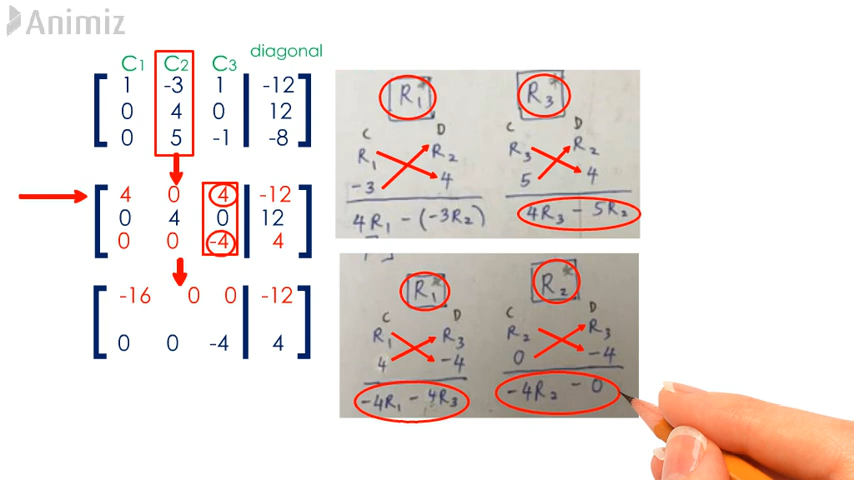 Animiz
C1 C2 C3 diagonal
1 -3 1 -12
0 4 0 12
0 5 -1 -8
4 0 4 -12
0 4 0 12
0 0 -4 4
-16 0 0 -12
0 0 -4 4
R1* R3*
C D C D
R1 R2 R3 R2
-3 4 5 4
4R1 - (-3R2) 4R3 - 5R2
R1* R2*
C D C D
R1 R3 R2 R3
4 -4 0 -4
-4R1 - 4R3 -4R2 - 0